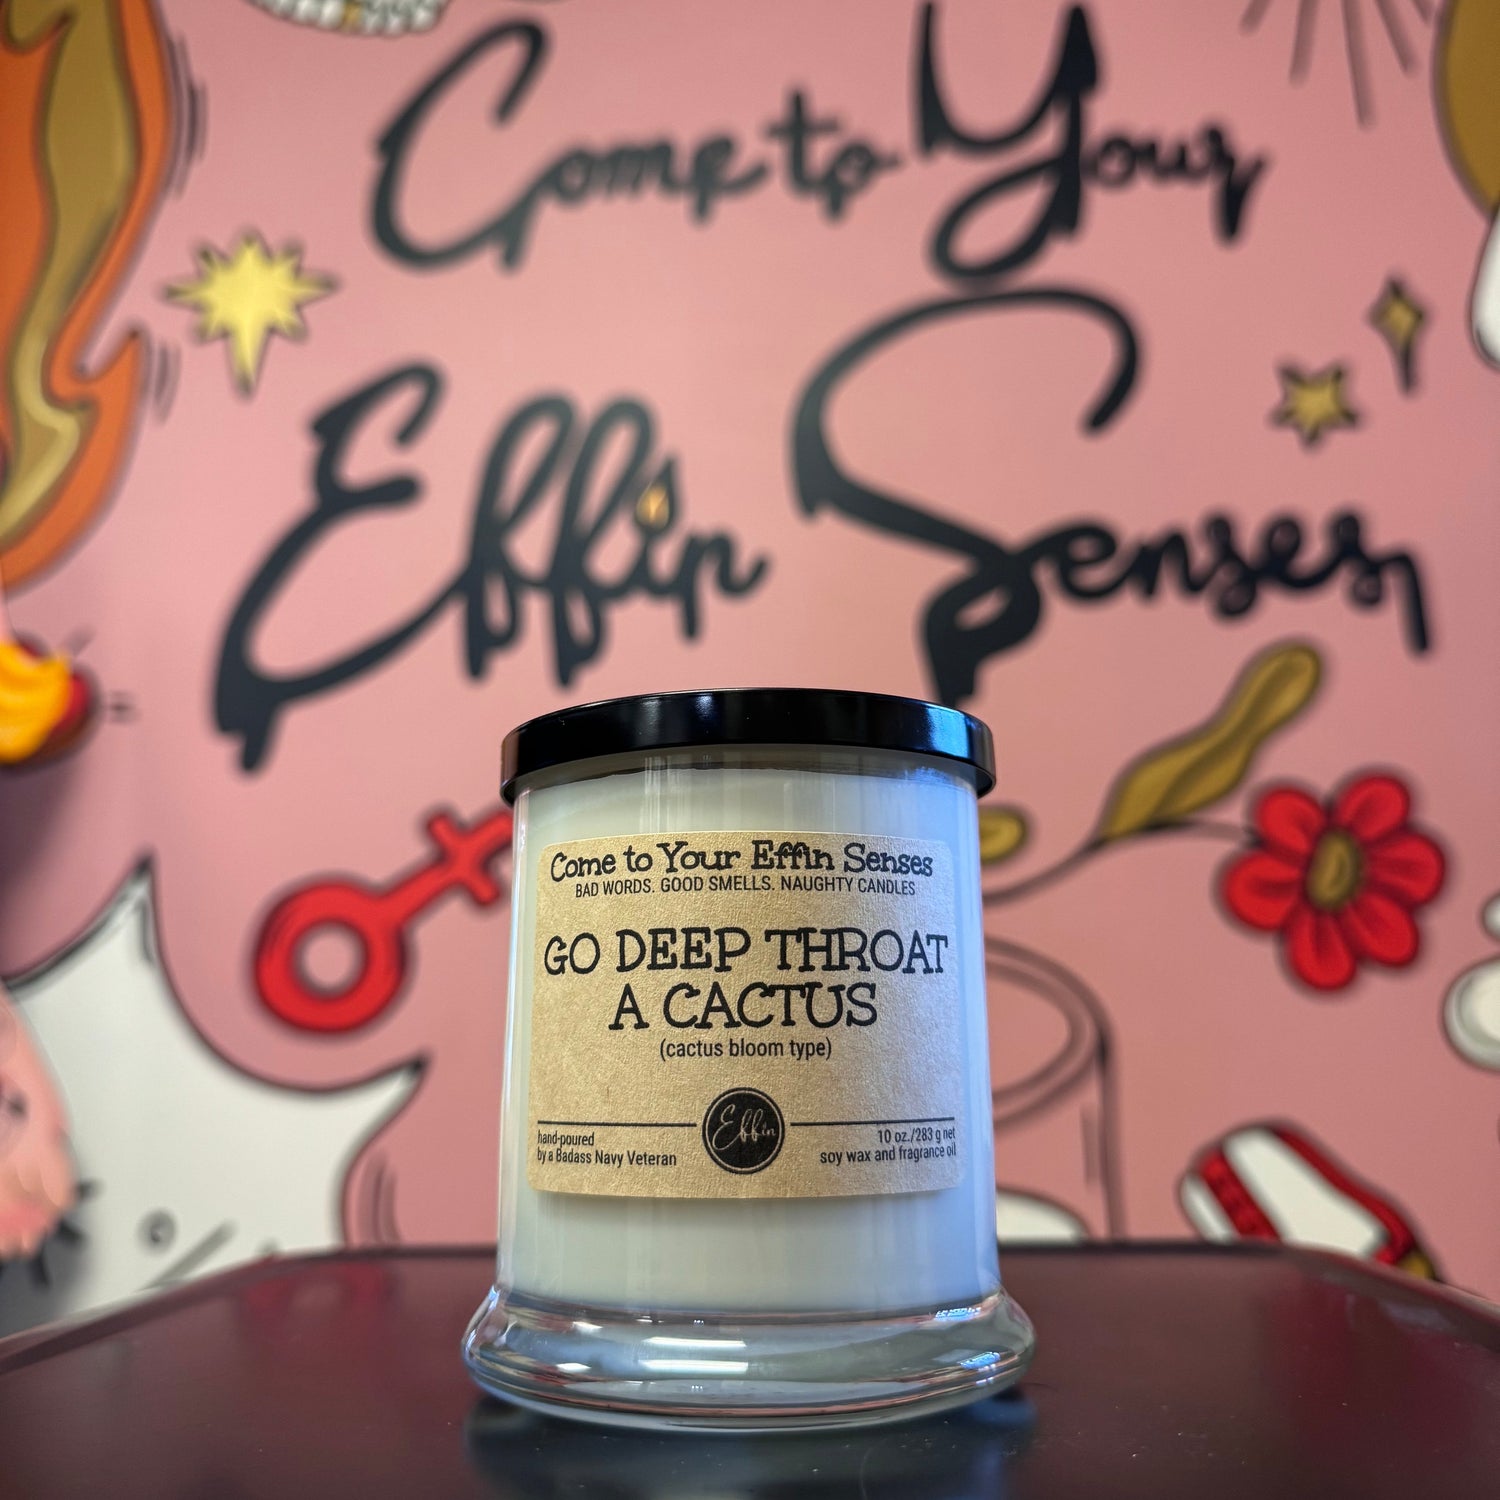 Come to Your
Effin Senses
Come to Your Effin Senses
BAD WORDS. GOOD SMELLS. NAUGHTY CANDLES
GO DEEP THROAT
A CACTUS
(cactus bloom type)
Effin
hand-poured
by a Badass Navy Veteran
10 oz./283 g net
soy wax and fragrance oil